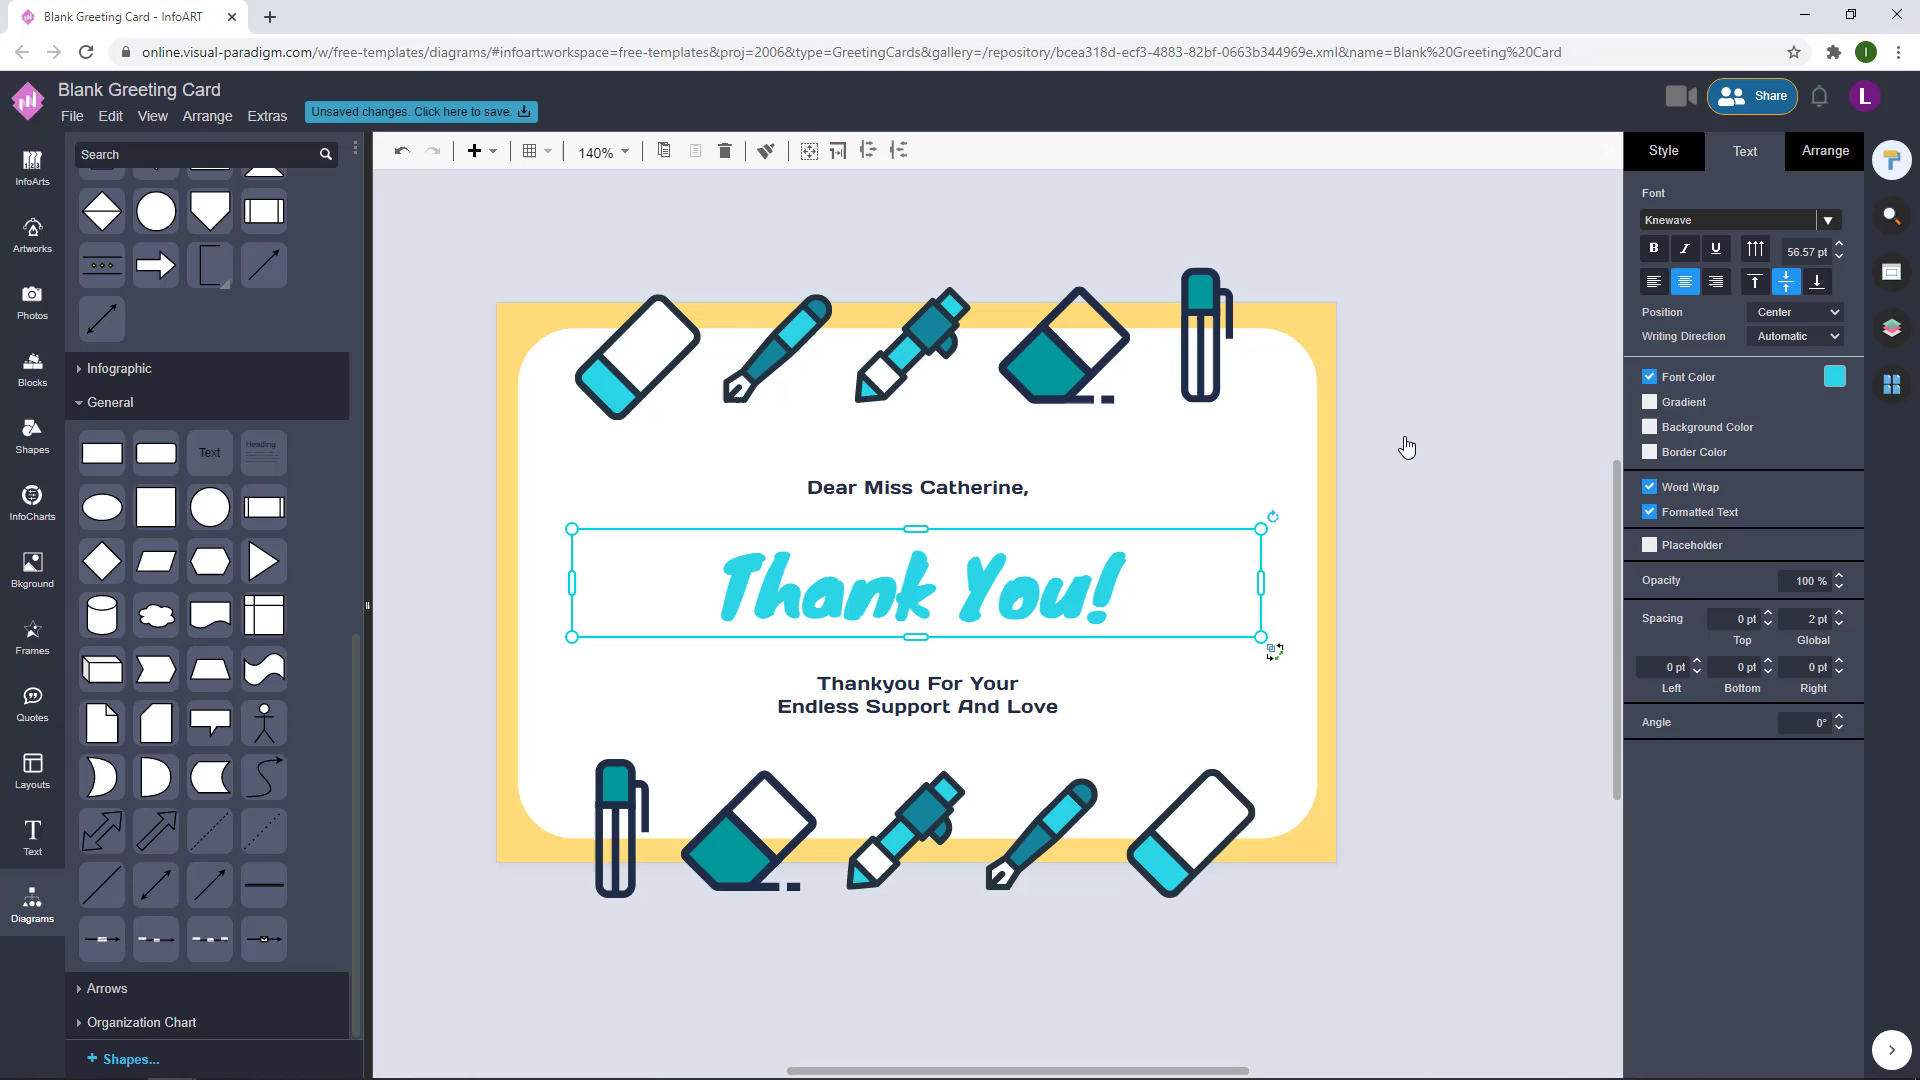 Blank Greeting Card - InfoART
online.visual-paradigm.com/w/free-templates/diagrams/#infoart:workspace=free-templates&proj=2006&type=GreetingCards&gallery=/repository/bcea318d-ecf3-4883-82bf-0663b344969e.xml&name=Blank%20Greeting%20Card
I
Blank Greeting Card
File Edit View Arrange Extras
Unsaved changes. Click here to save.
Share
L
InfoArts
Artworks
Photos
Blocks
Shapes
InfoCharts
Bkground
Frames
Quotes
Layouts
T
Text
Diagrams
Search
Infographic
General
Text
Heading
Arrows
Organization Chart
+ Shapes...
140%
Dear Miss Catherine,
Thank You!
Thankyou For Your
Endless Support And Love
Style Text Arrange
Font
Knewave
B I U 56.57 pt
Position Center
Writing Direction Automatic
Font Color
Gradient
Background Color
Border Color
Word Wrap
Formatted Text
Placeholder
Opacity 100 %
Spacing 0 pt 2 pt
Top Global
0 pt 0 pt 0 pt
Left Bottom Right
Angle 0°